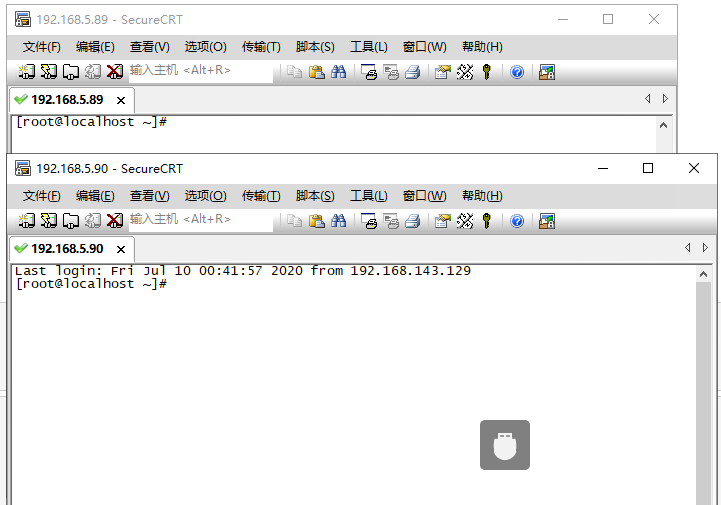 192.168.5.89 - SecureCRT
文件(F) 编辑(E) 查看(V) 选项(O) 传输(T) 脚本(S) 工具(L) 窗口(W) 帮助(H)
输入主机 <Alt+R>
192.168.5.89
[root@localhost ~]#
192.168.5.90 - SecureCRT
文件(F) 编辑(E) 查看(V) 选项(O) 传输(T) 脚本(S) 工具(L) 窗口(W) 帮助(H)
输入主机 <Alt+R>
192.168.5.90
Last login: Fri Jul 10 00:41:57 2020 from 192.168.143.129
[root@localhost ~]#